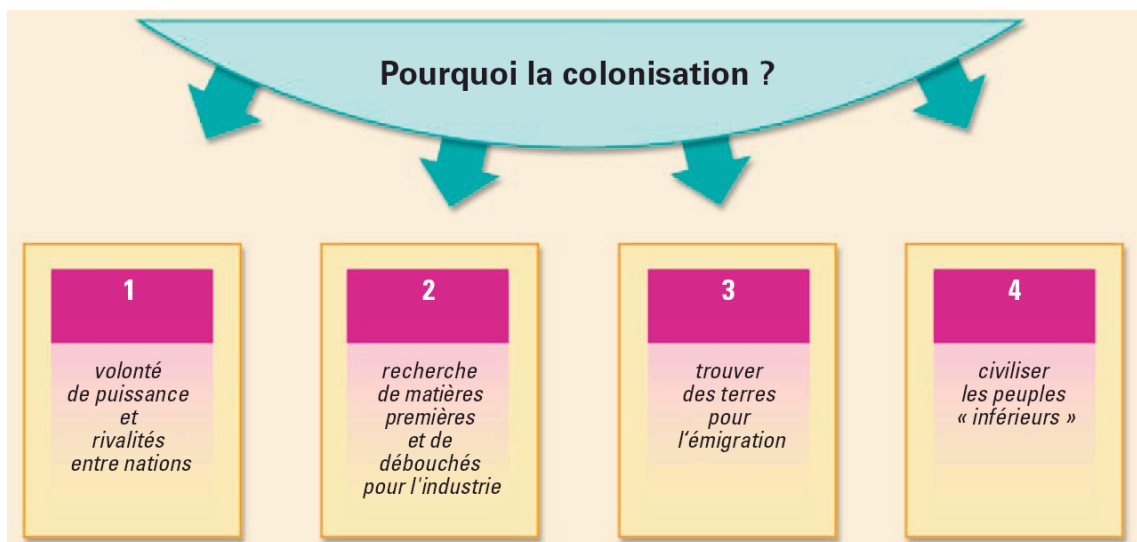 Pourquoi la colonisation ?
1
volonté
de puissance
et
rivalités
entre nations
2
recherche
de matières
premières
et de
débouchés
pour l'industrie
3
trouver
des terres
pour
l'émigration
4
civiliser
les peuples
« inférieurs »